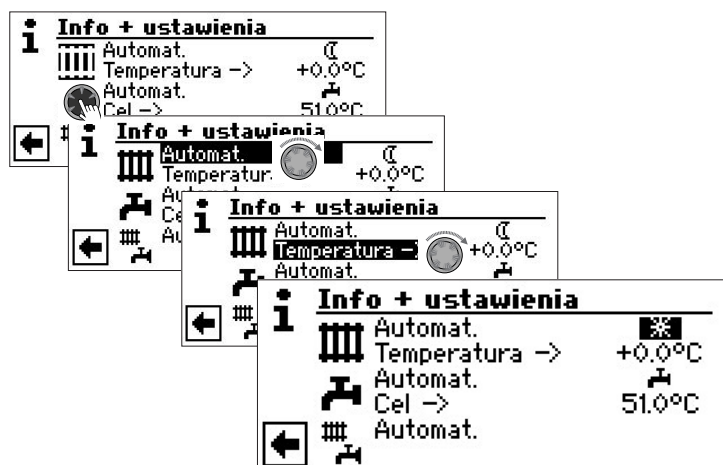 Info + ustawienia
Automat.
Temperatura –> +0.0°C
Automat.
Cel –> 51.0°C
Info + ustawienia
Automat.
Temperatur +0.0°C
Info + ustawienia
Automat.
Temperatura – +0.0°C
Automat.
Info + ustawienia
Automat.
Temperatura –> +0.0°C
Automat.
Cel –> 51.0°C
Automat.